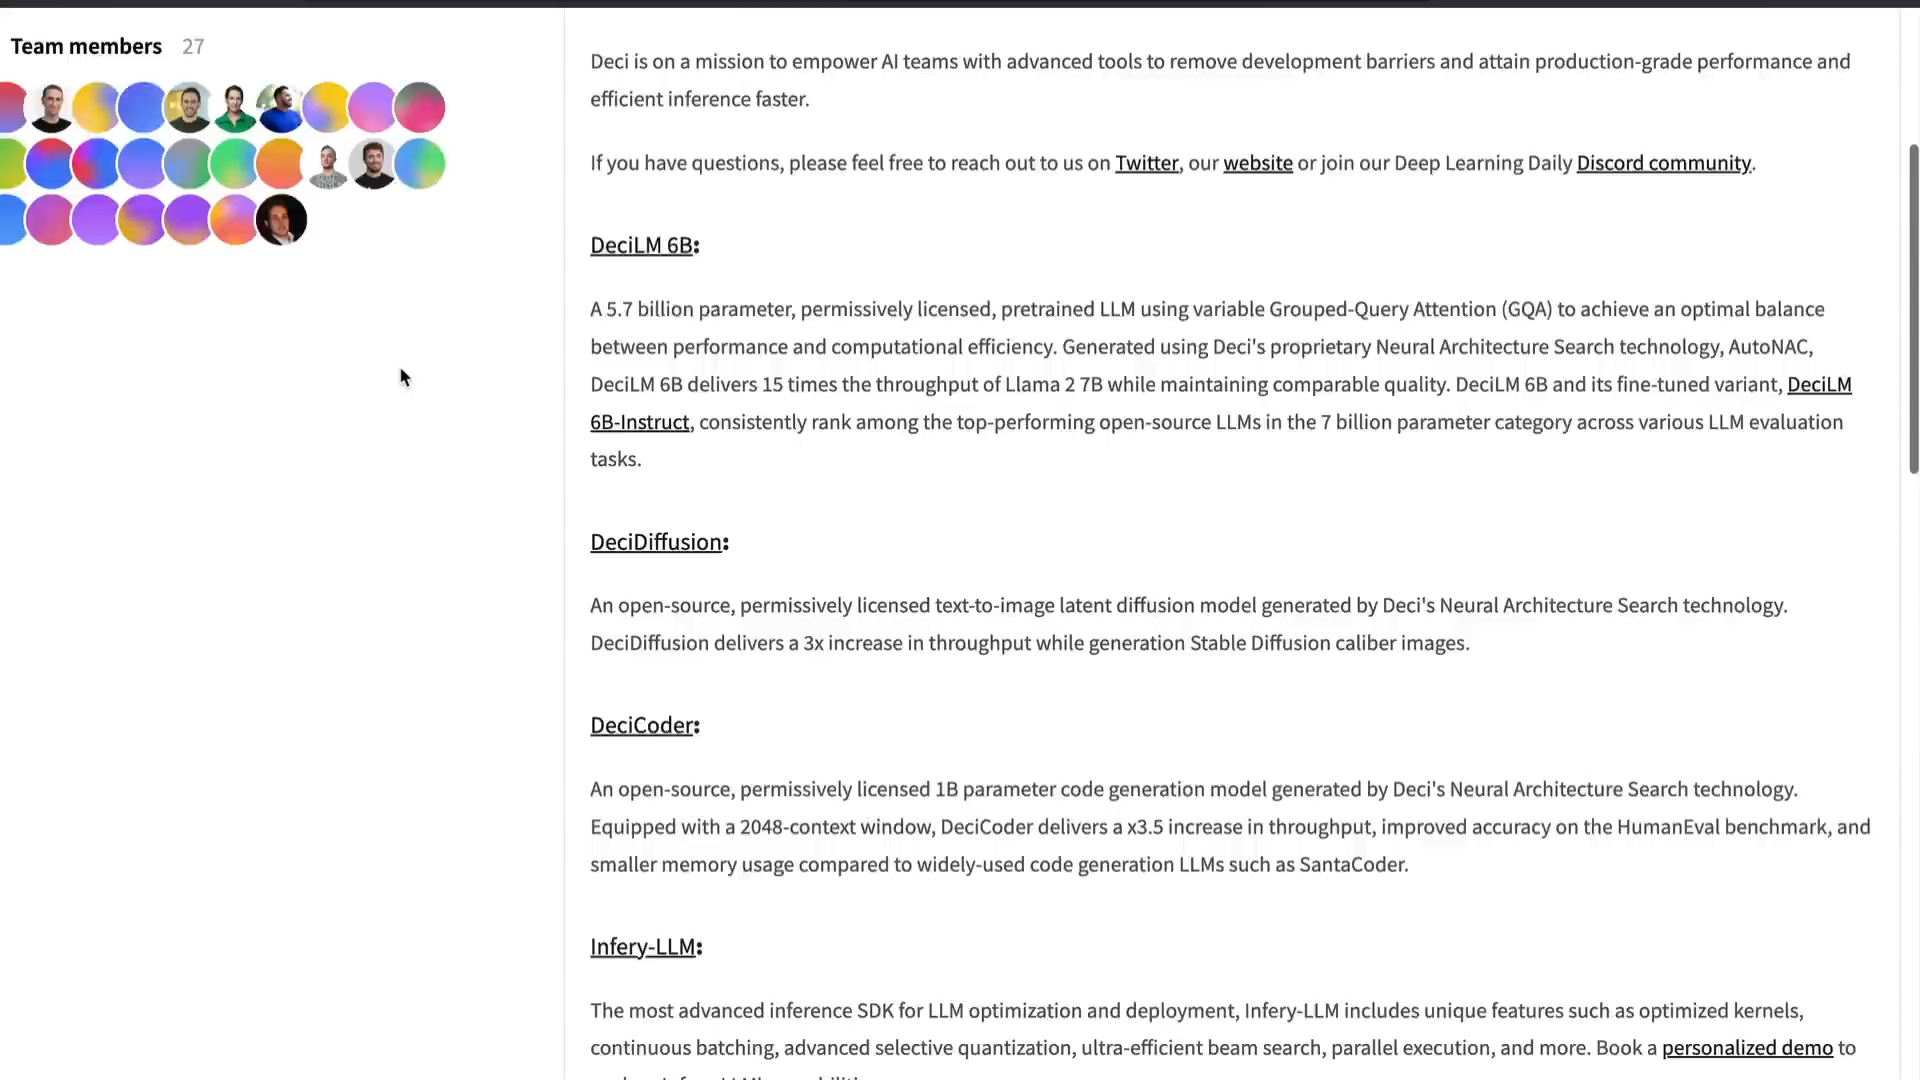 Team members 27
Deci is on a mission to empower AI teams with advanced tools to remove development barriers and attain production-grade performance and
efficient inference faster.
If you have questions, please feel free to reach out to us on Twitter, our website or join our Deep Learning Daily Discord community.
DeciLM 6B:
A 5.7 billion parameter, permissively licensed, pretrained LLM using variable Grouped-Query Attention (GQA) to achieve an optimal balance
between performance and computational efficiency. Generated using Deci's proprietary Neural Architecture Search technology, AutoNAC,
DeciLM 6B delivers 15 times the throughput of Llama 2 7B while maintaining comparable quality. DeciLM 6B and its fine-tuned variant, DeciLM
6B-Instruct, consistently rank among the top-performing open-source LLMs in the 7 billion parameter category across various LLM evaluation
tasks.
DeciDiffusion:
An open-source, permissively licensed text-to-image latent diffusion model generated by Deci's Neural Architecture Search technology.
DeciDiffusion delivers a 3x increase in throughput while generation Stable Diffusion caliber images.
DeciCoder:
An open-source, permissively licensed 1B parameter code generation model generated by Deci's Neural Architecture Search technology.
Equipped with a 2048-context window, DeciCoder delivers a x3.5 increase in throughput, improved accuracy on the HumanEval benchmark, and
smaller memory usage compared to widely-used code generation LLMs such as SantaCoder.
Infery-LLM:
The most advanced inference SDK for LLM optimization and deployment, Infery-LLM includes unique features such as optimized kernels,
continuous batching, advanced selective quantization, ultra-efficient beam search, parallel execution, and more. Book a personalized demo to